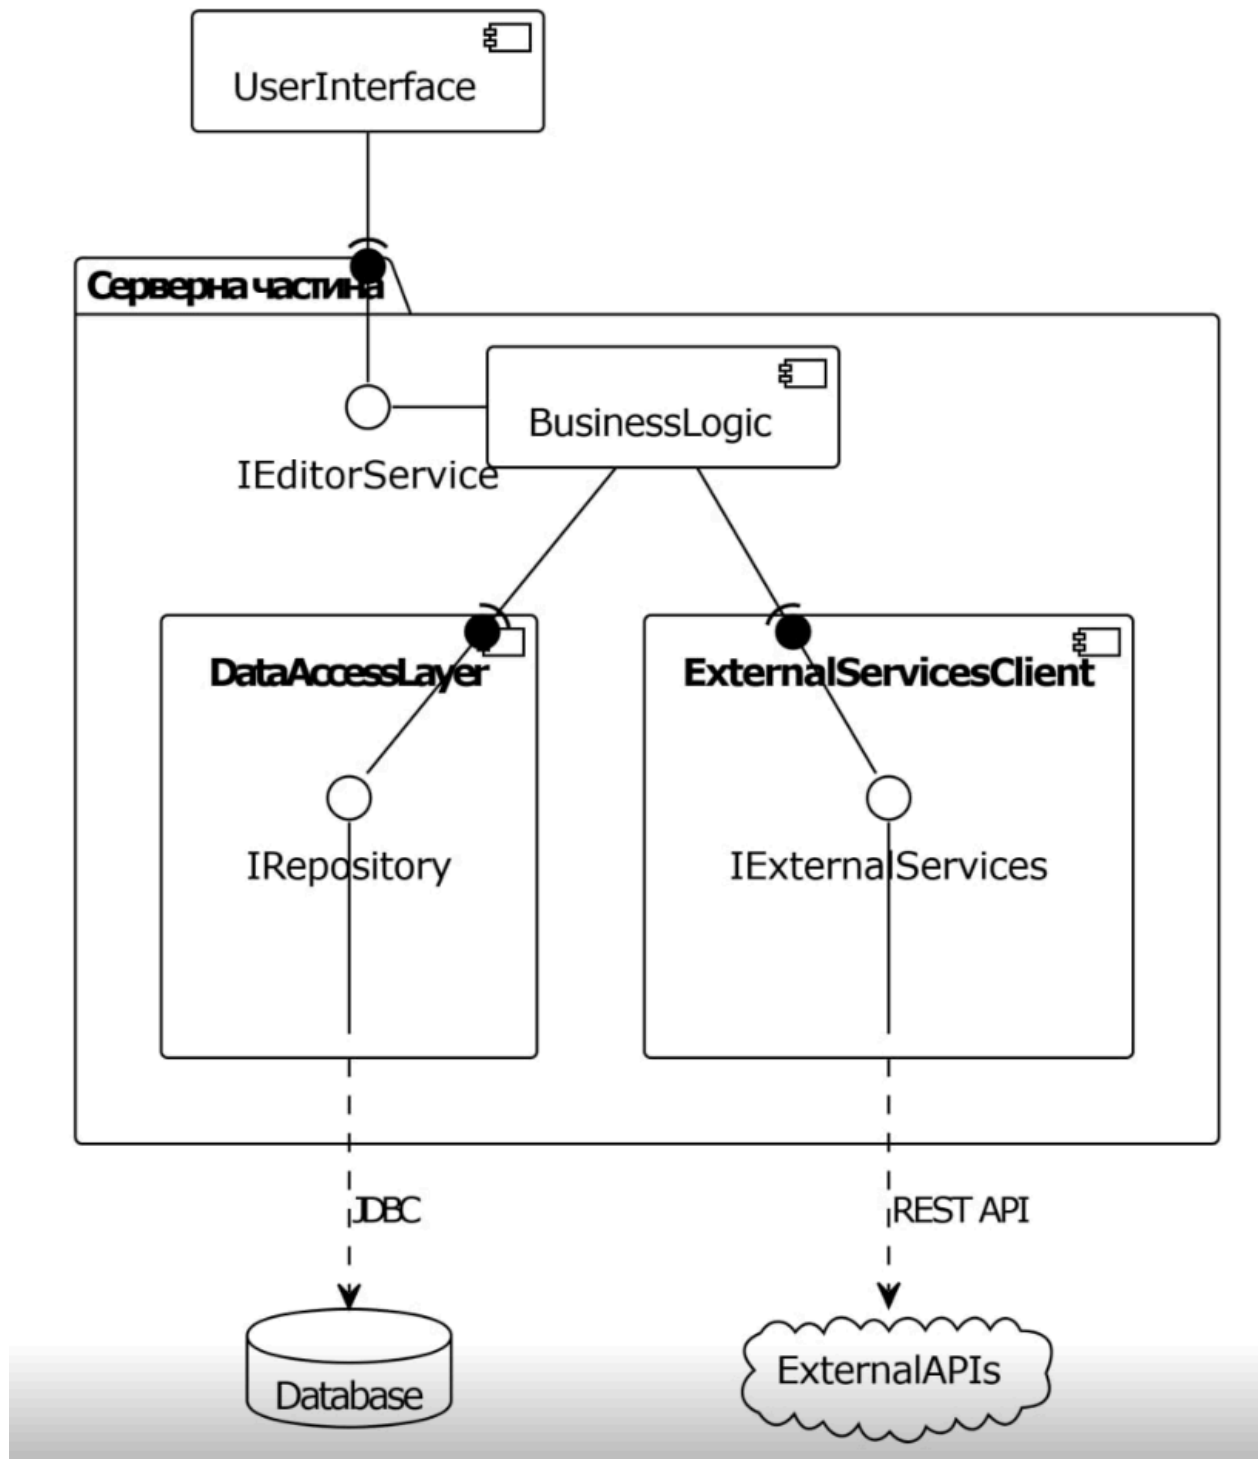 UserInterface
Серверна частина
BusinessLogic
IEditorService
DataAccessLayer
ExternalServicesClient
IRepository
IExternalServices
JDBC
REST API
Database
ExternalAPIs